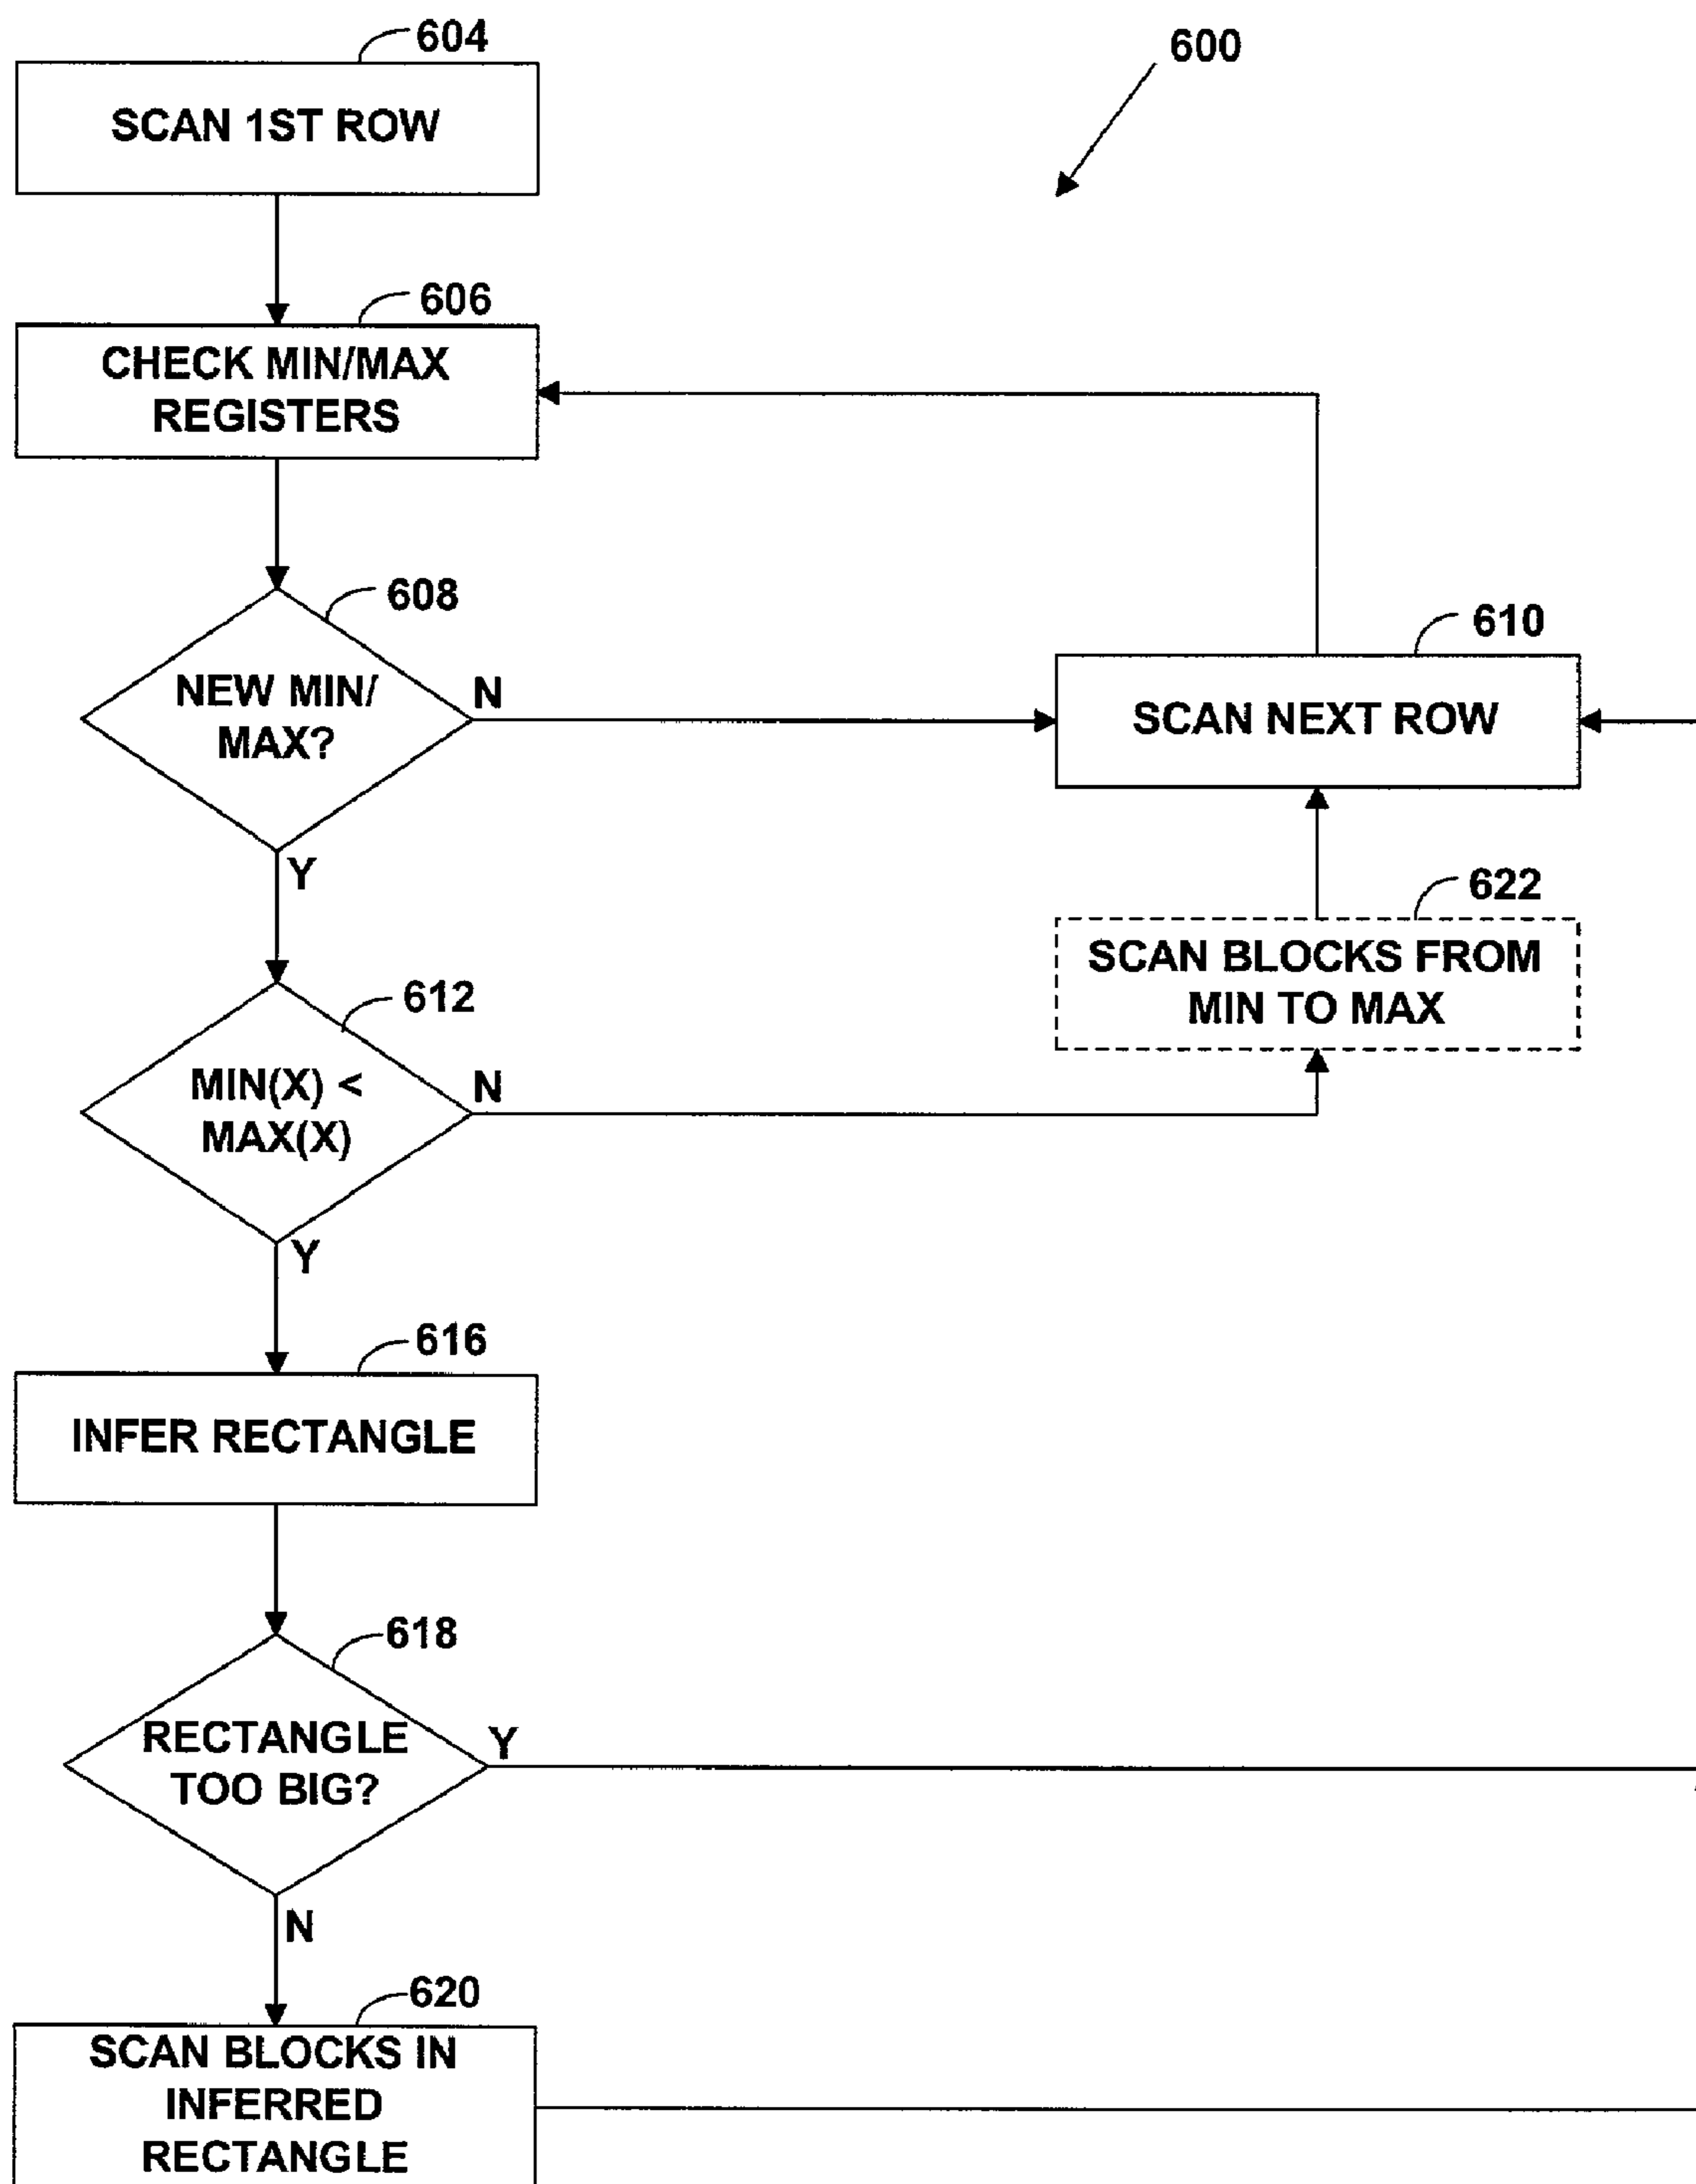 604
600
SCAN 1ST ROW
606
CHECK MIN/MAX
REGISTERS
608
NEW MIN/
MAX?
N
Y
610
SCAN NEXT ROW
622
SCAN BLOCKS FROM
MIN TO MAX
612
MIN(X) <
MAX(X)
N
Y
616
INFER RECTANGLE
618
RECTANGLE
TOO BIG?
Y
N
620
SCAN BLOCKS IN
INFERRED
RECTANGLE